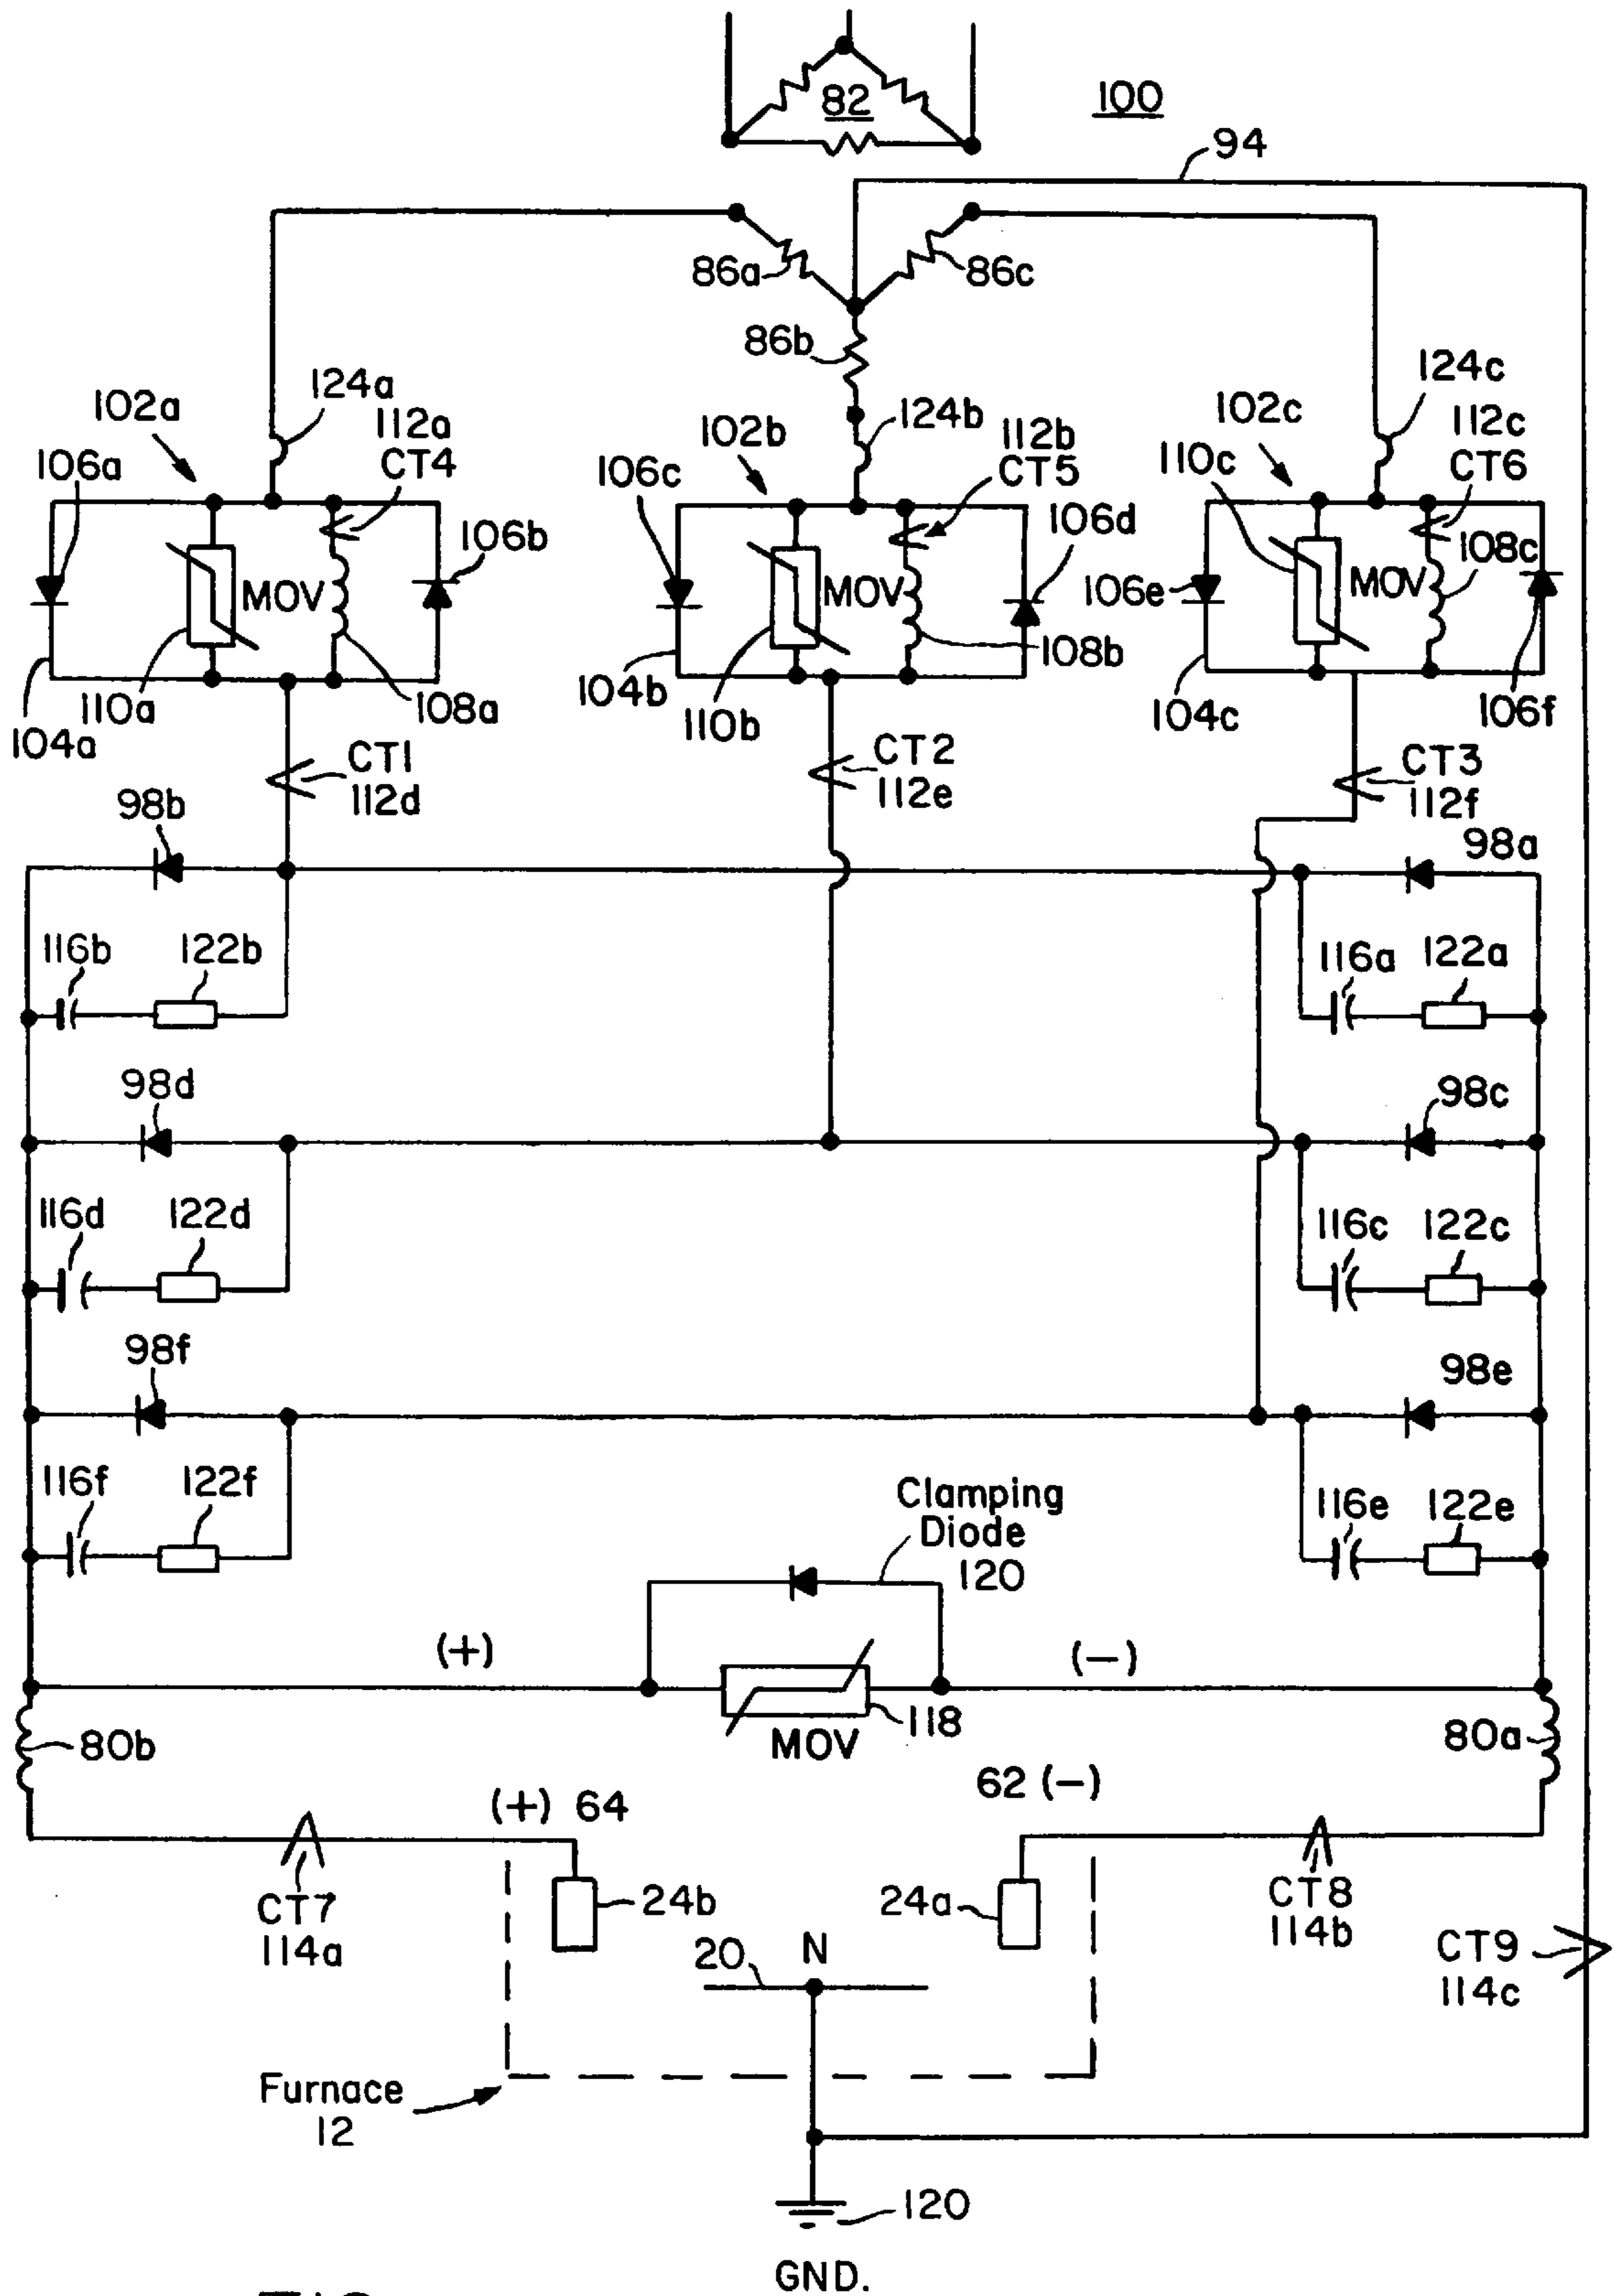 82
100
94
86a
86c
86b
124a
124b
124c
102a
112a
CT4
102b
112b
CT5
102c
112c
CT6
106a
106b
106c
106d
110c
108c
106e
MOV
MOV
MOV
108b
104a
110a
108a
104b
110b
104c
106f
CT1
112d
CT2
112e
CT3
112f
98b
98a
116b
122b
116a
122a
98d
98c
116d
122d
116c
122c
98f
98e
116f
122f
116e
122e
Clamping
Diode
120
(+)
(−)
118
MOV
80b
80a
(+) 64
62 (−)
24b
24a
CT7
114a
CT8
114b
CT9
114c
20
N
Furnace
12
120
GND.